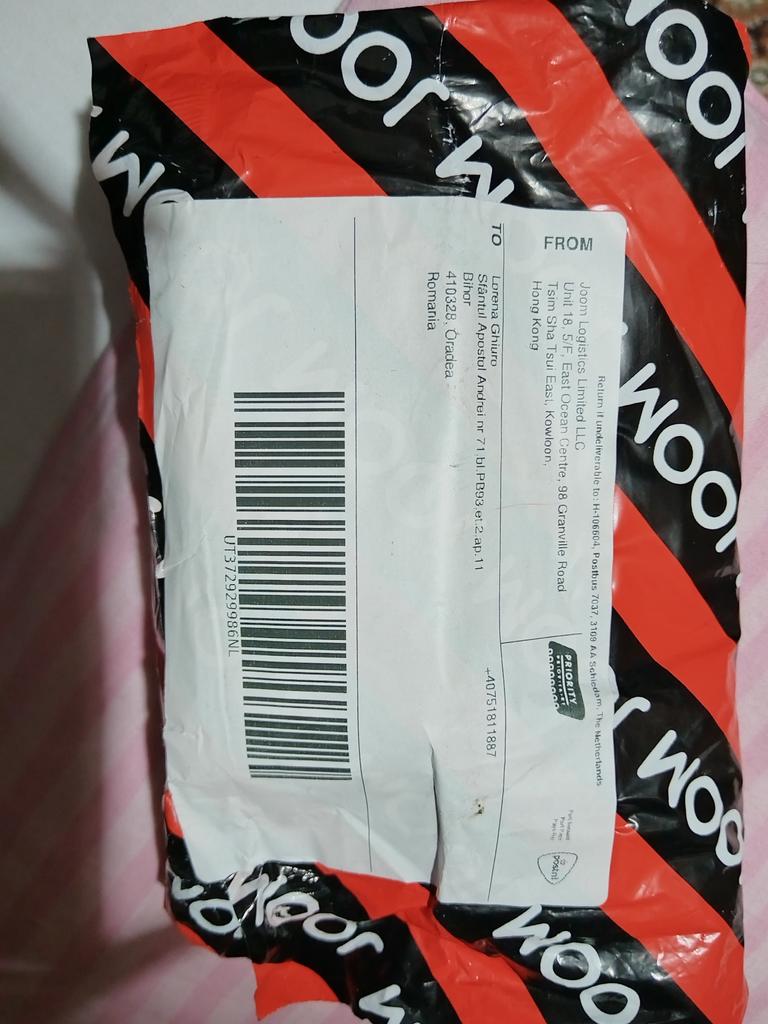 JOOM
JOOM
JOOM
JOOM
JOOM
JOOM
Return if undeliverable to: H-106604, Postbus 7037, 3109 AA Schiedam, The Netherlands
FROM
Joom Logistics Limited LLC
Unit 18, 5/F, East Ocean Centre, 98 Granville Road
Tsim Sha Tsui East, Kowloon,
Hong Kong
PRIORITY
postnl
TO
Lorena Ghiuro
Sfântul Apostol Andrei nr 71.bl.PB93.et.2.ap.11
Bihor
410328, Oradea
Romania
+40751811887
UT372929986NL